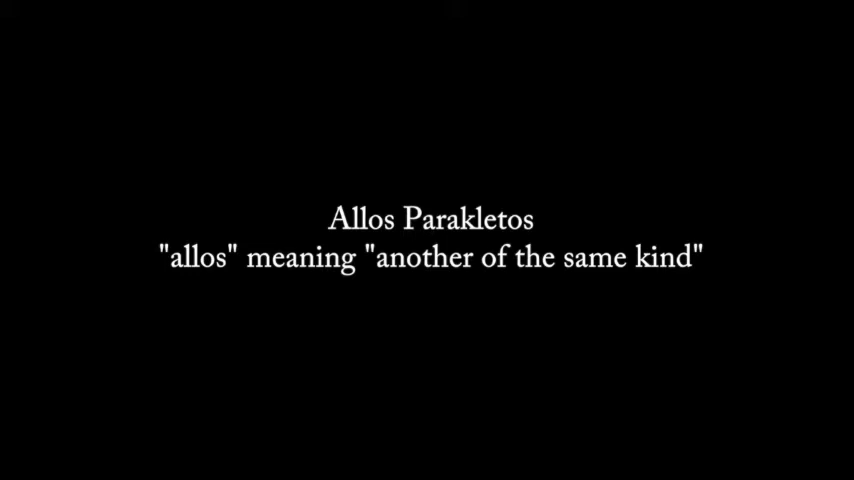 Allos Parakletos
"allos" meaning "another of the same kind"